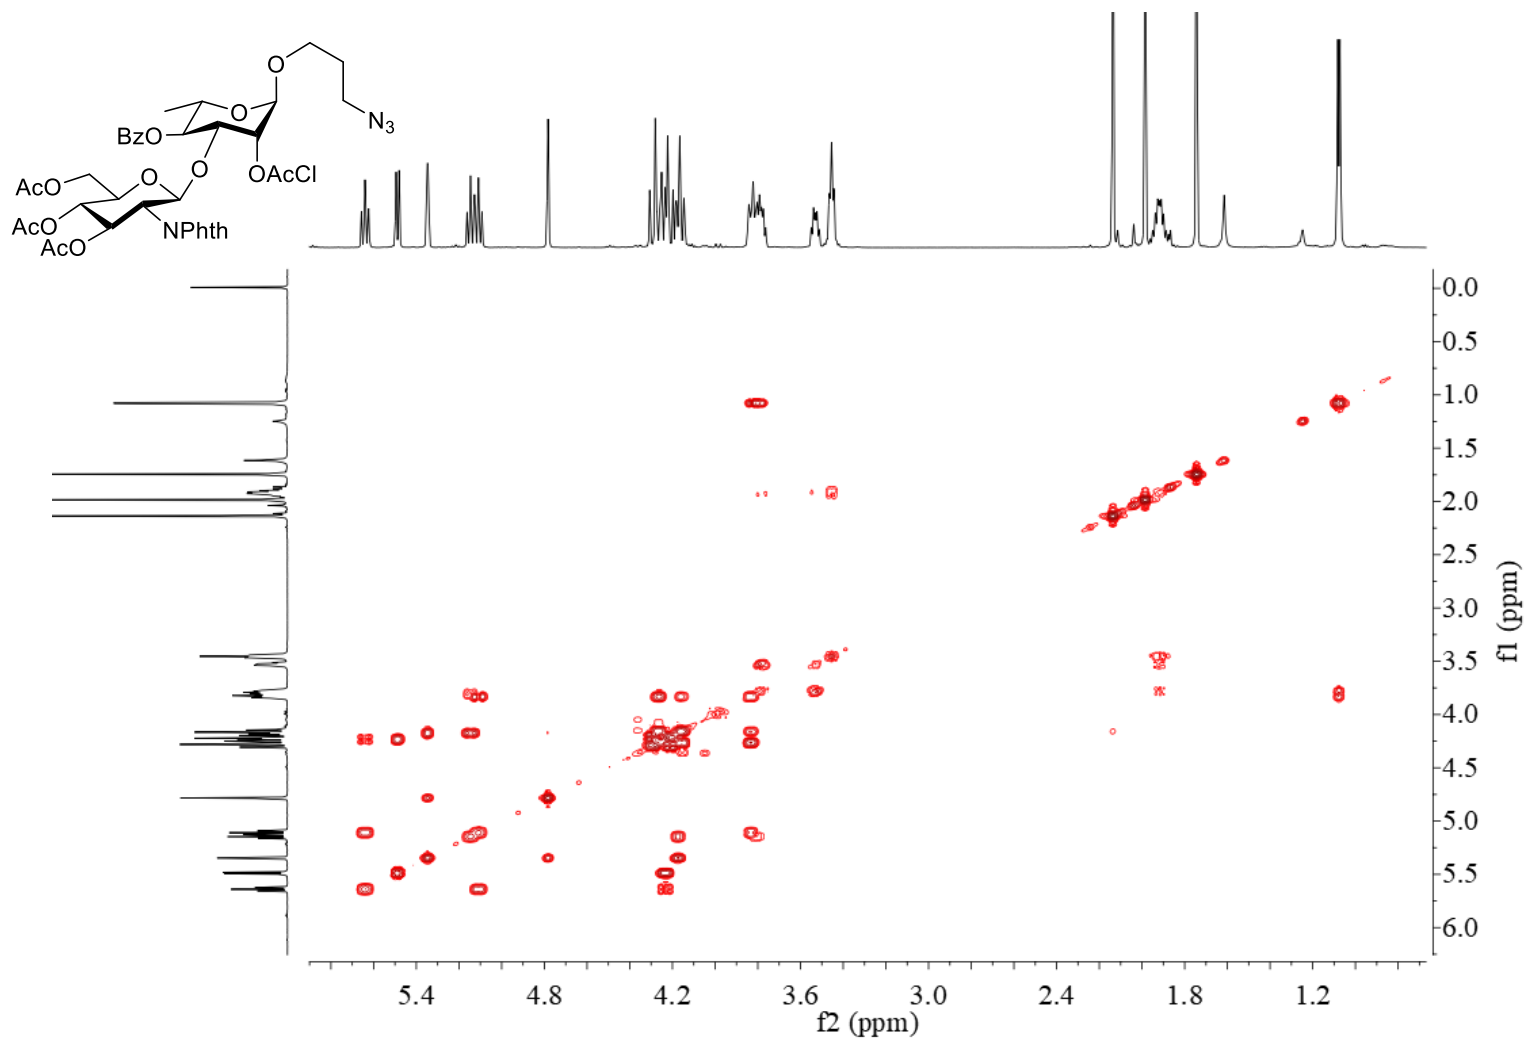 O
O
N3
BzO
O
OAcCl
AcO
O
AcO
AcO
NPhth
0.0
0.5
1.0
1.5
2.0
2.5
3.0
3.5
4.0
4.5
5.0
5.5
6.0
f1 (ppm)
5.4 4.8 4.2 3.6 3.0 2.4 1.8 1.2
f2 (ppm)